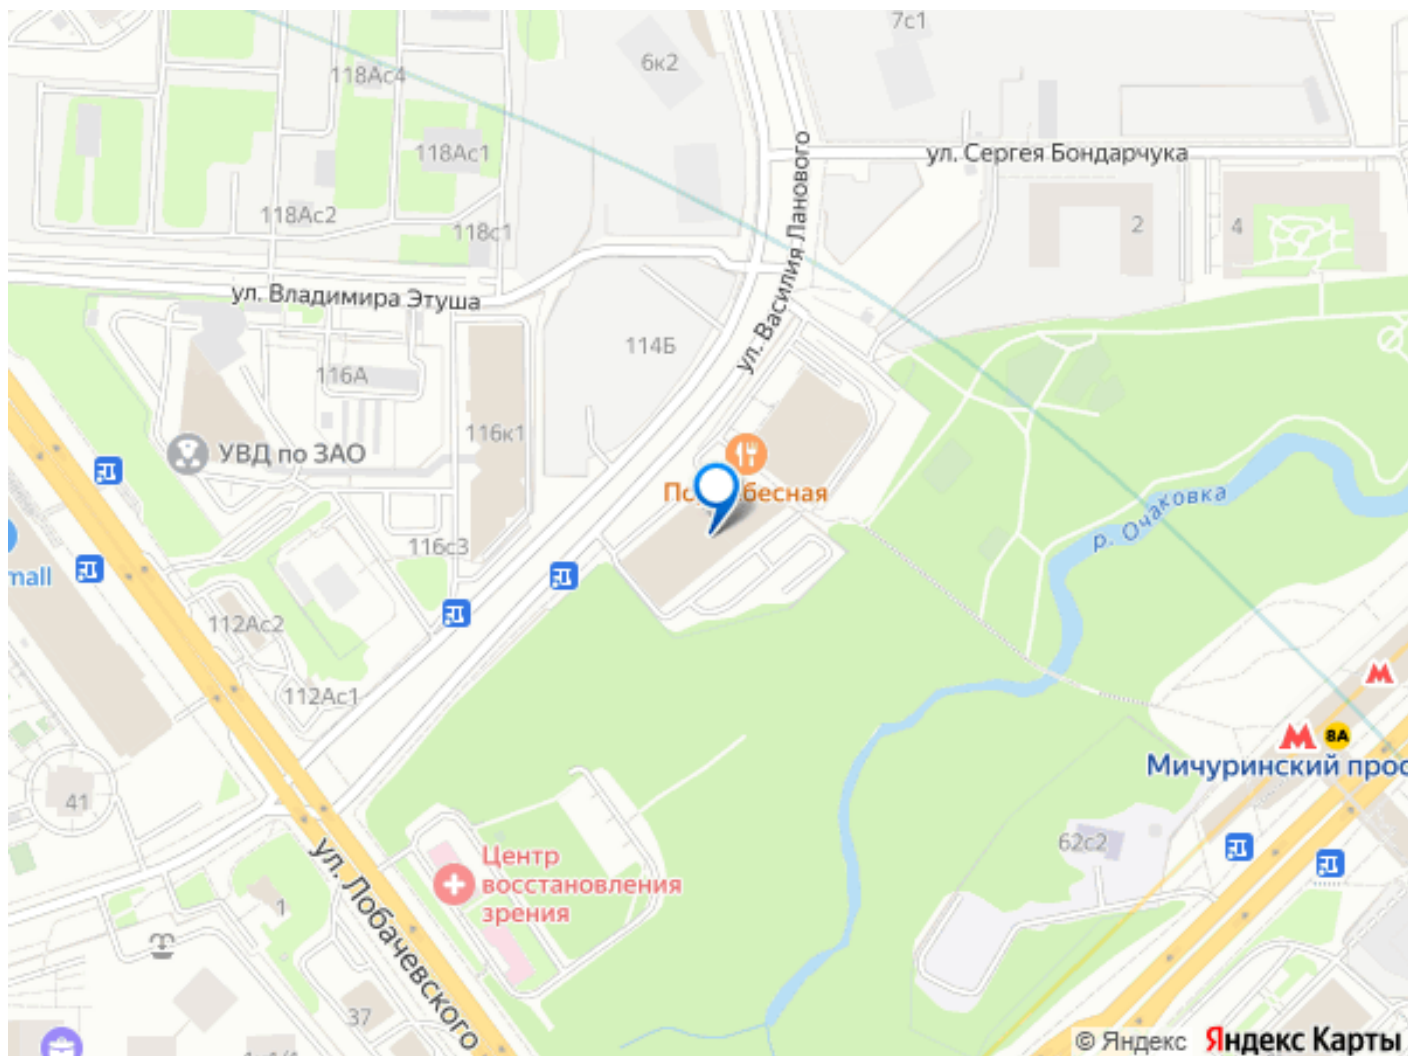 7с1
6к2
118Ас4
ул. Сергея Бондарчука
118Ас1
118Ас2
118с1
2
4
ул. Василия Ланового
ул. Владимира Этуша
114Б
116А
116к1
УВД по ЗАО
р. Очаковка
116с3
mall
112Ас2
112Ас1
8А
Мичуринский прос
41
62с2
Центр
восстановления
зрения
ул. Лобачевского
1
37
© Яндекс Яндекс Карты